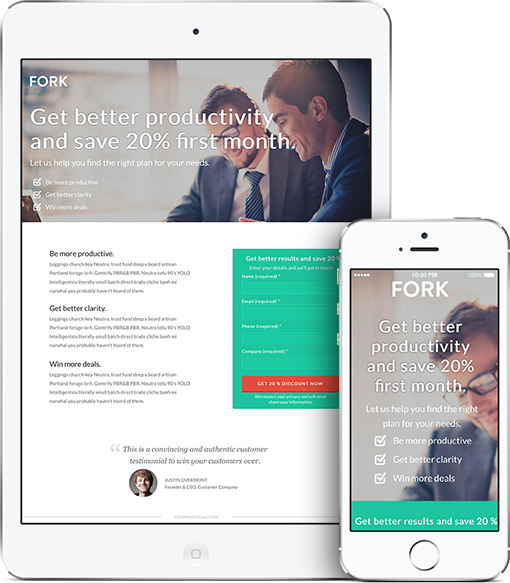 FORK
Get better productivity
and save 20% first month.
Let us help you find the right plan for your needs.
Be more productive
Get better clarity
Win more deals
Be more productive.
Leggings church-key Neutra, trust fund deep v beard artisan
Portland forage lo-fi. Gentrify PBR&B PBR, Neutra tofu 90's YOLO
Intelligentsia literally small batch direct trade cliche banh mi
narwhal you probably haven't heard of them.
Get better clarity.
Leggings church-key Neutra, trust fund deep v beard artisan
Portland forage lo-fi. Gentrify PBR&B PBR, Neutra tofu 90's YOLO
Intelligentsia literally small batch direct trade cliche banh mi
narwhal you probably haven't heard of them.
Win more deals.
Leggings church-key Neutra, trust fund deep v beard artisan
Portland forage lo-fi. Gentrify PBR&B PBR, Neutra tofu 90's YOLO
Intelligentsia literally small batch direct trade cliche banh mi
narwhal you probably haven't heard of them.
Get better results and save 20
Enter your details and we'll get in touch
Name (required) *
Email (required) *
Phone (required) *
Company (required) *
GET 20 % DISCOUNT NOW
We respect your privacy and will never
share your information.
“ This is a convincing and authentic customer
testimonial to win your customers over.
JUSTIN OVERMONT
Founder & CEO, Customer Company
10:30 PM 100%
FORK
Get better
productivity
and save 20%
first month.
Let us help you find the right
plan for your needs.
Be more productive
Get better clarity
Win more deals
Get better results and save 20 %